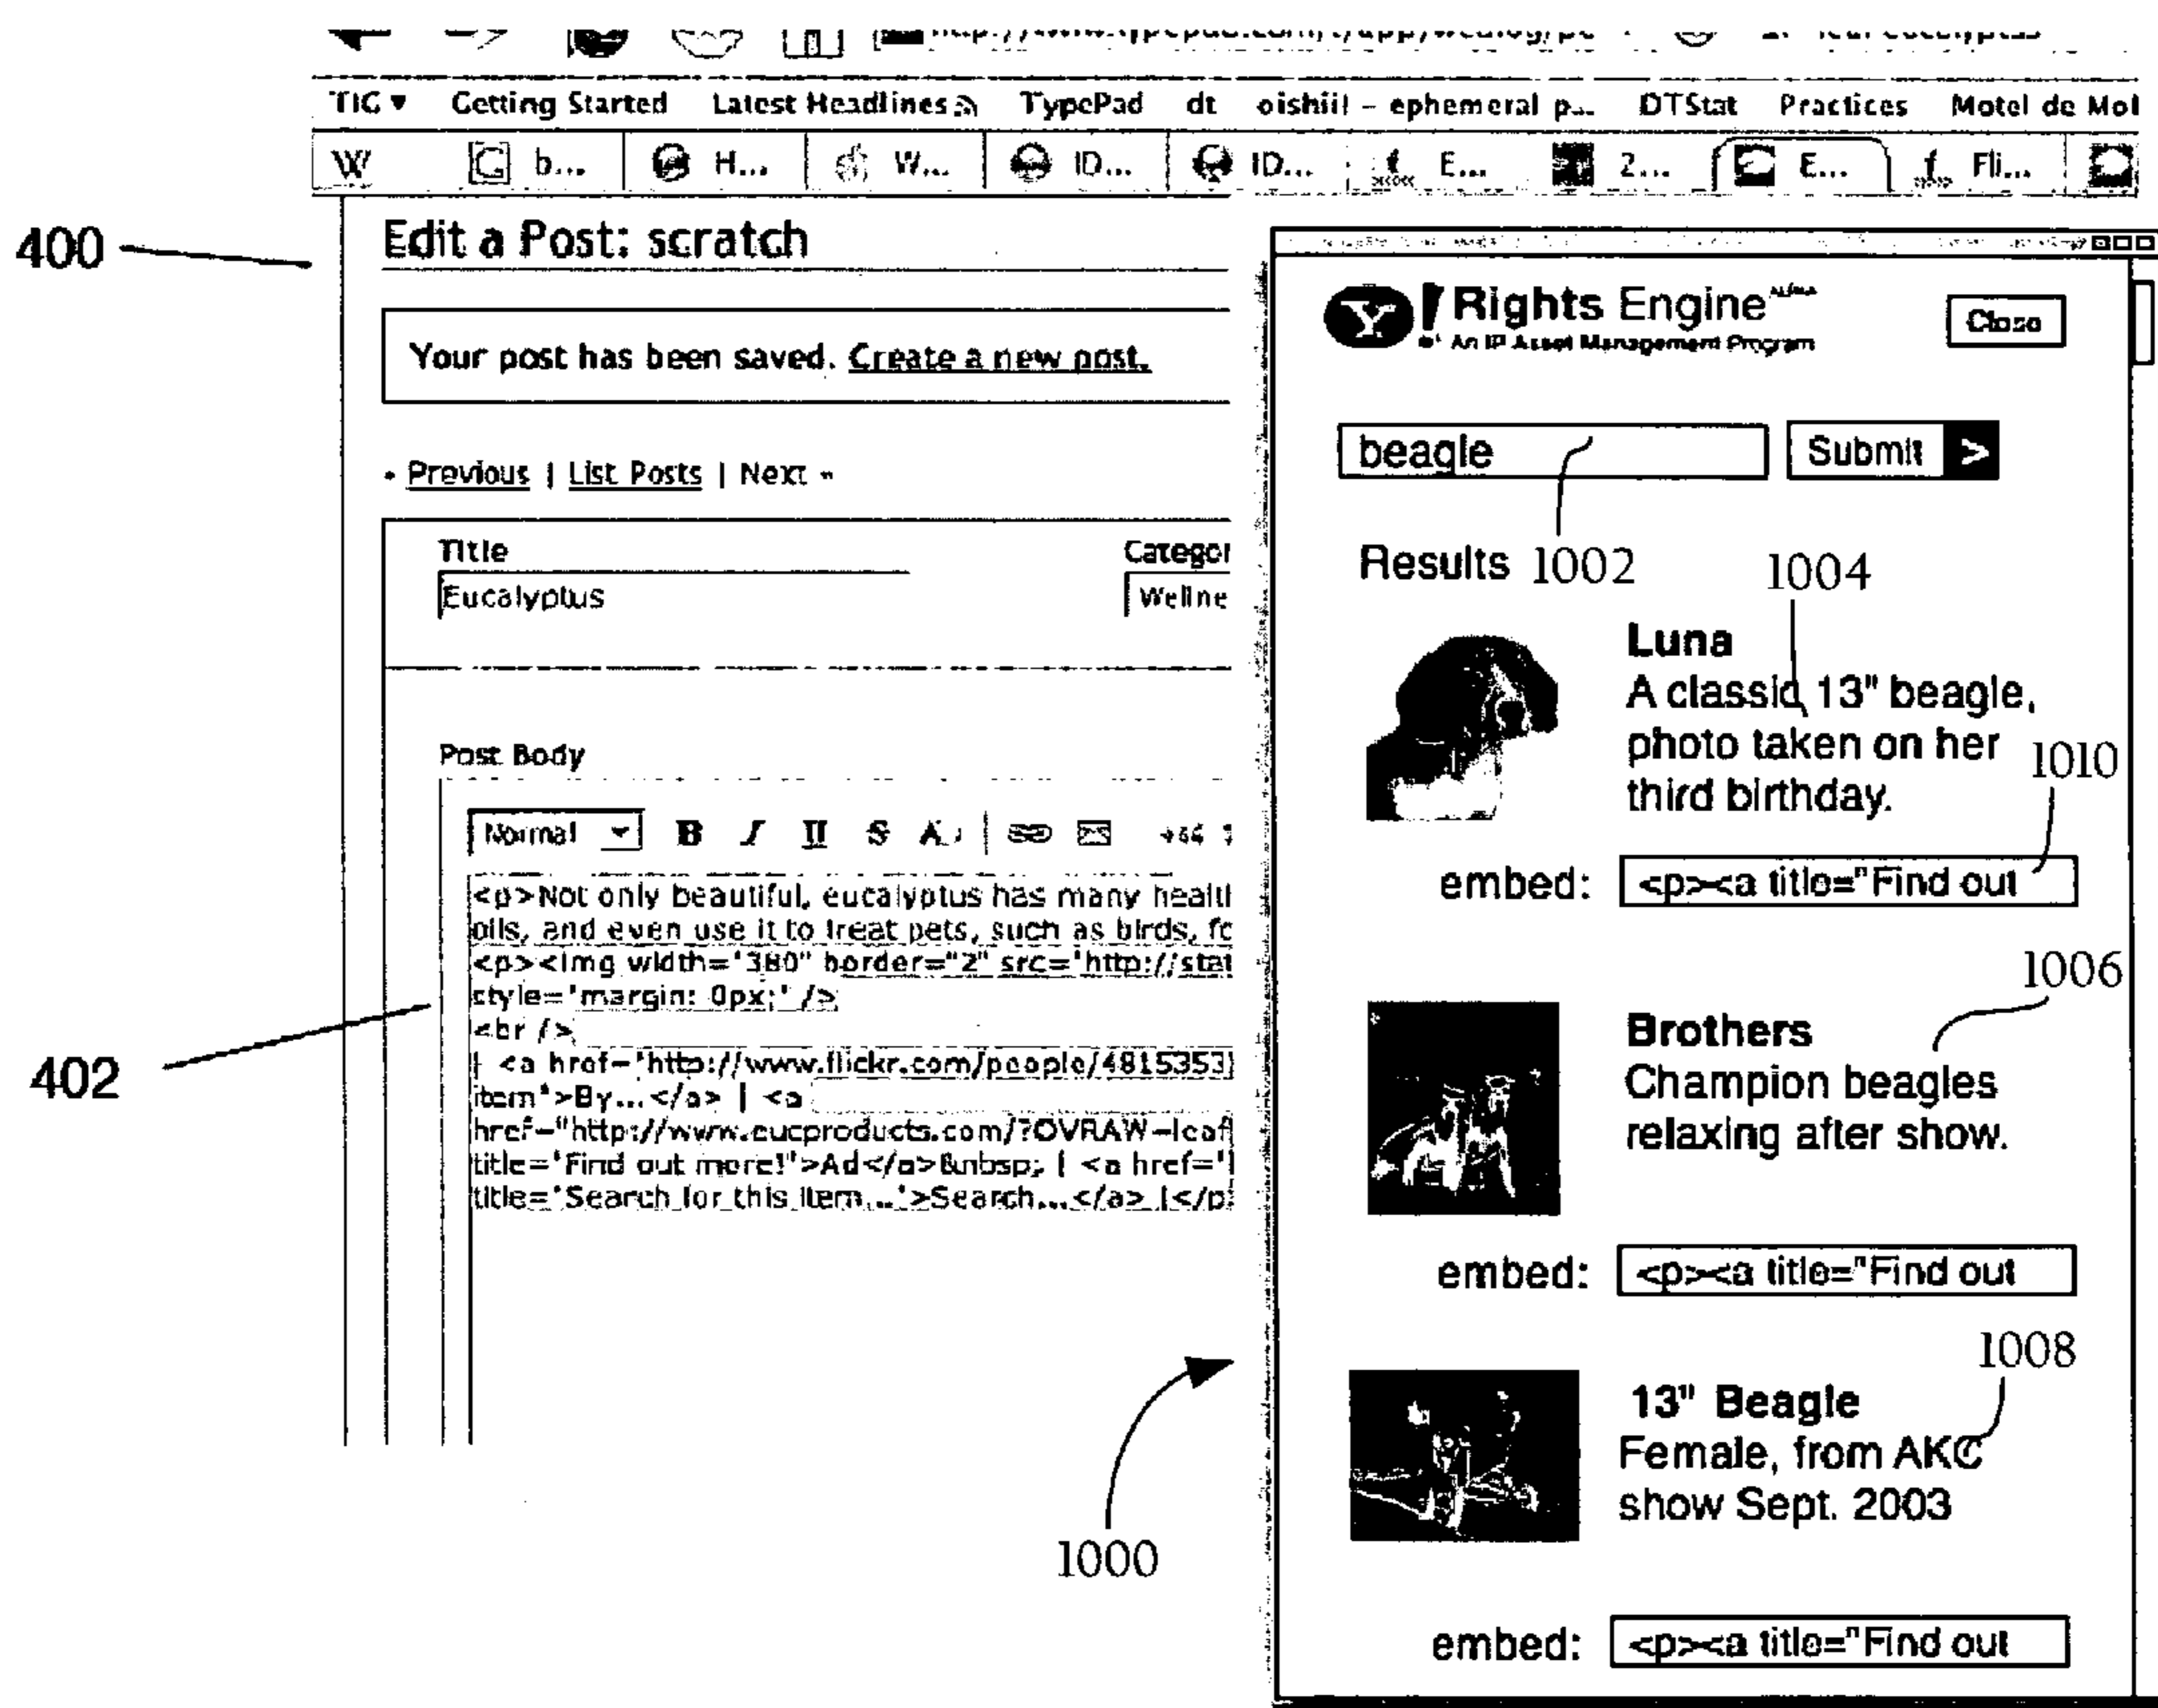 TIG ▾ Getting Started Latest Headlines TypePad dt oishiil – ephemeral p... DTStat Practices Motel de Mol
W G b... H... W... ID... ID... E... 2... E... Fli...
400
Edit a Post: scratch
Your post has been saved. Create a new post.
Previous | List Posts | Next
Title Categor
Eucalyptus Wellne
Post Body
Normal B I U S A
<p>Not only beautiful, eucalyptus has many healt
oils, and even use it to treat pets, such as birds, fo
<p><img width="380" border="2" src="http://stat
style="margin: 0px;" />
<br />
402
| <a href="http://www.flickr.com/people/4815353
item">By...</a> | <a
href="http://www.eucproducts.com/?OVRAW=leaf
title="Find out more!">Ad</a>&nbsp; | <a href="
title="Search for this item...">Search...</a> |</p
1000
Y! Rights Engine ALPHA
An IP Asset Management Program
Close
beagle Submit >
Results 1002
1004
Luna
A classic 13" beagle,
photo taken on her
third birthday.
1010
embed: <p><a title="Find out
1006
Brothers
Champion beagles
relaxing after show.
embed: <p><a title="Find out
1008
13" Beagle
Female, from AKC
show Sept. 2003
embed: <p><a title="Find out